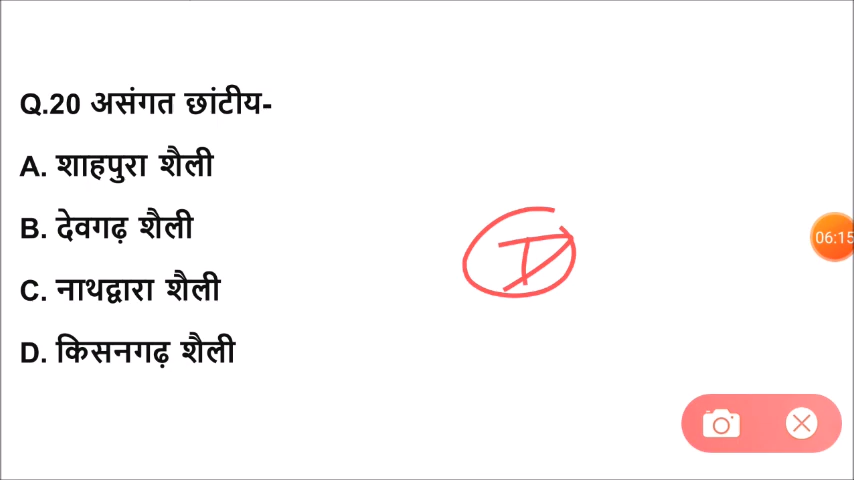 Q.20 असंगत छांटीय-
A. शाहपुरा शैली
B. देवगढ़ शैली
C. नाथद्वारा शैली
D. किसनगढ़ शैली
D
06:15